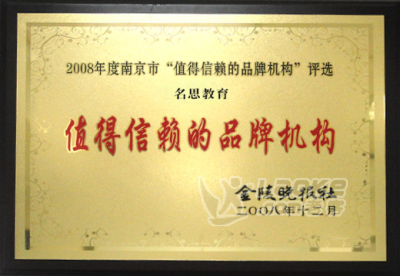 2008年度南京市“值得信赖的品牌机构”评选
名思教育
值得信赖的品牌机构
金陵晚报社
二〇〇八年十二月